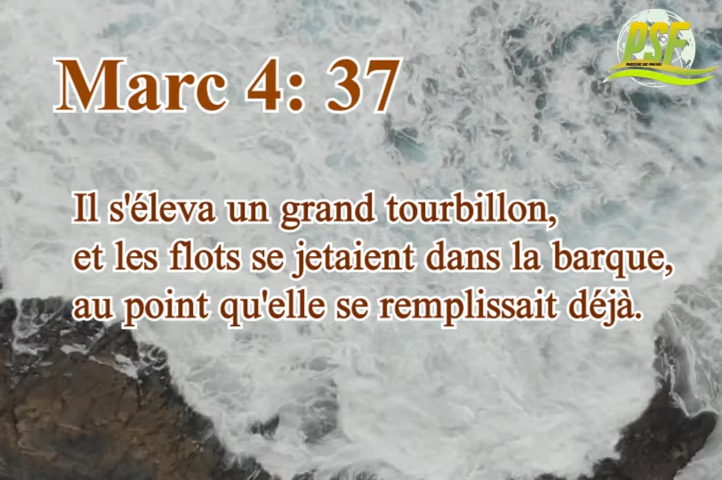 Marc 4: 37
PSF
Il s'éleva un grand tourbillon,
et les flots se jetaient dans la barque,
au point qu'elle se remplissait déjà.